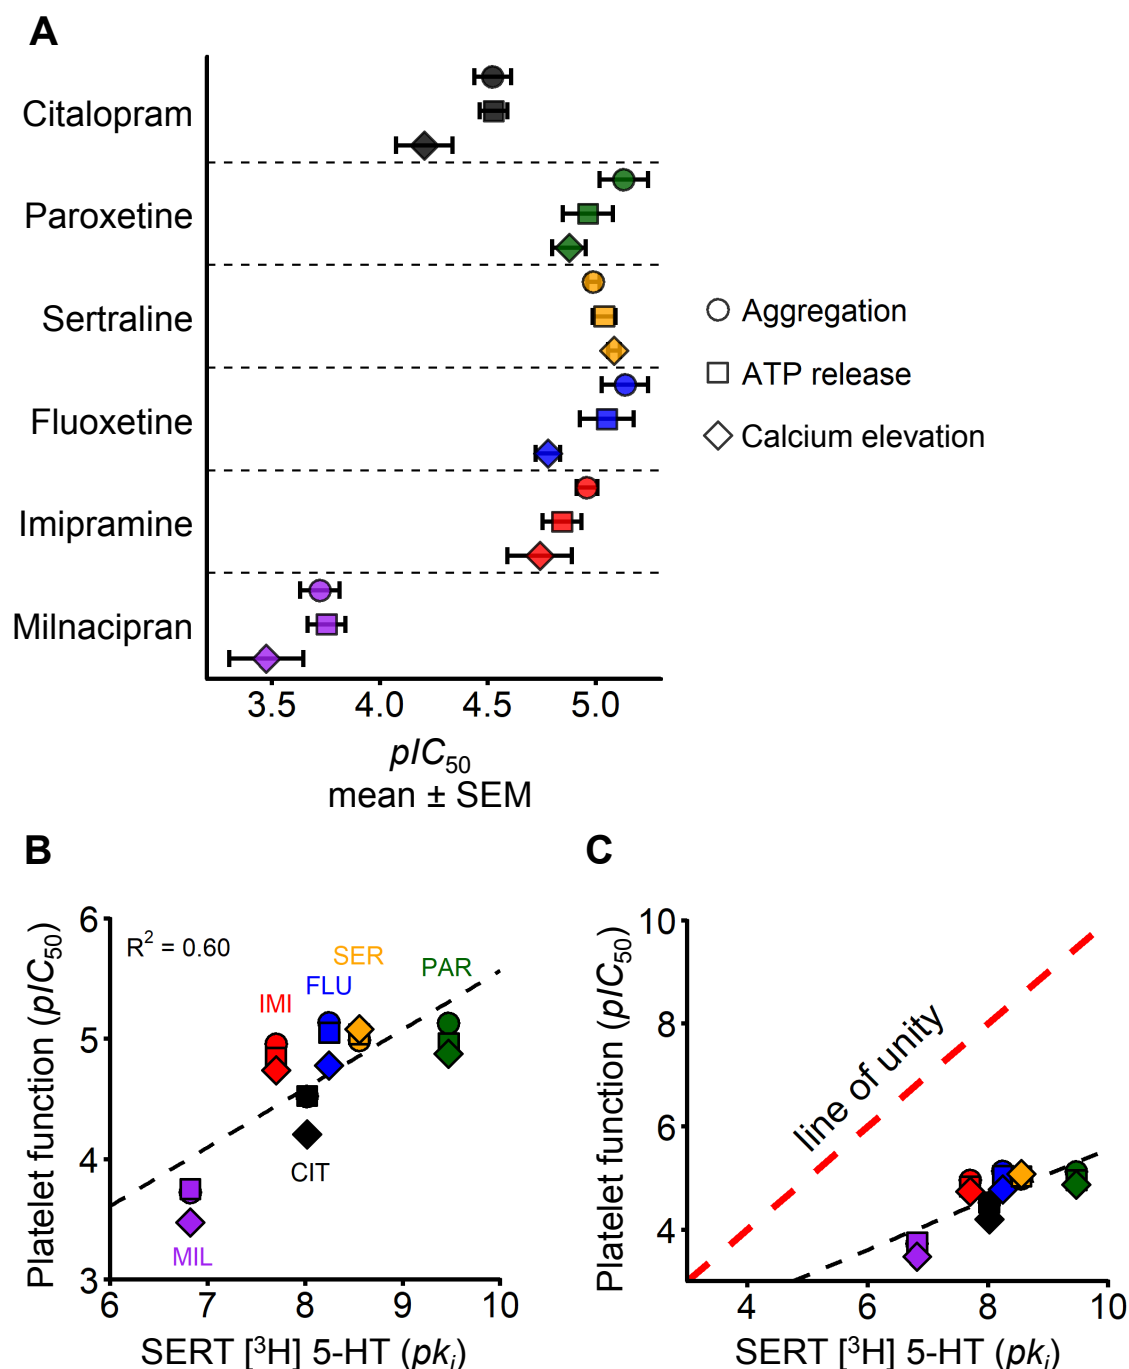 A
Citalopram
Paroxetine
Sertraline
Fluoxetine
Imipramine
Milnacipran
Aggregation
ATP release
Calcium elevation
3.5 4.0 4.5 5.0
pIC50
mean ± SEM
B
Platelet function (pIC50)
6
5
4
3
R2 = 0.60
SER
PAR
FLU
IMI
CIT
MIL
6 7 8 9 10
SERT [3H] 5-HT (pki)
C
Platelet function (pIC50)
10
8
6
4
line of unity
4 6 8 10
SERT [3H] 5-HT (pki)